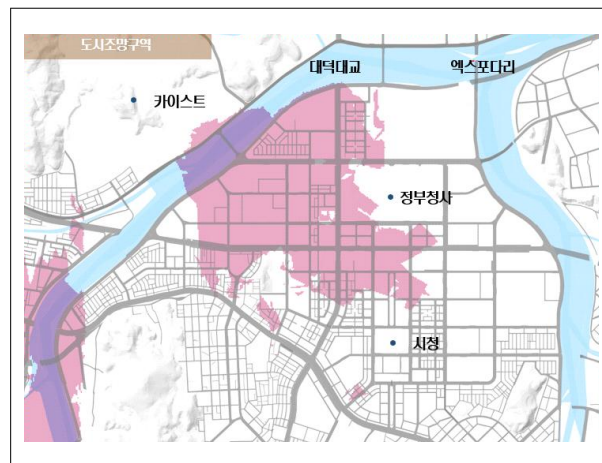 도시조망구역
대덕대교
엑스포다리
카이스트
정부청사
시청